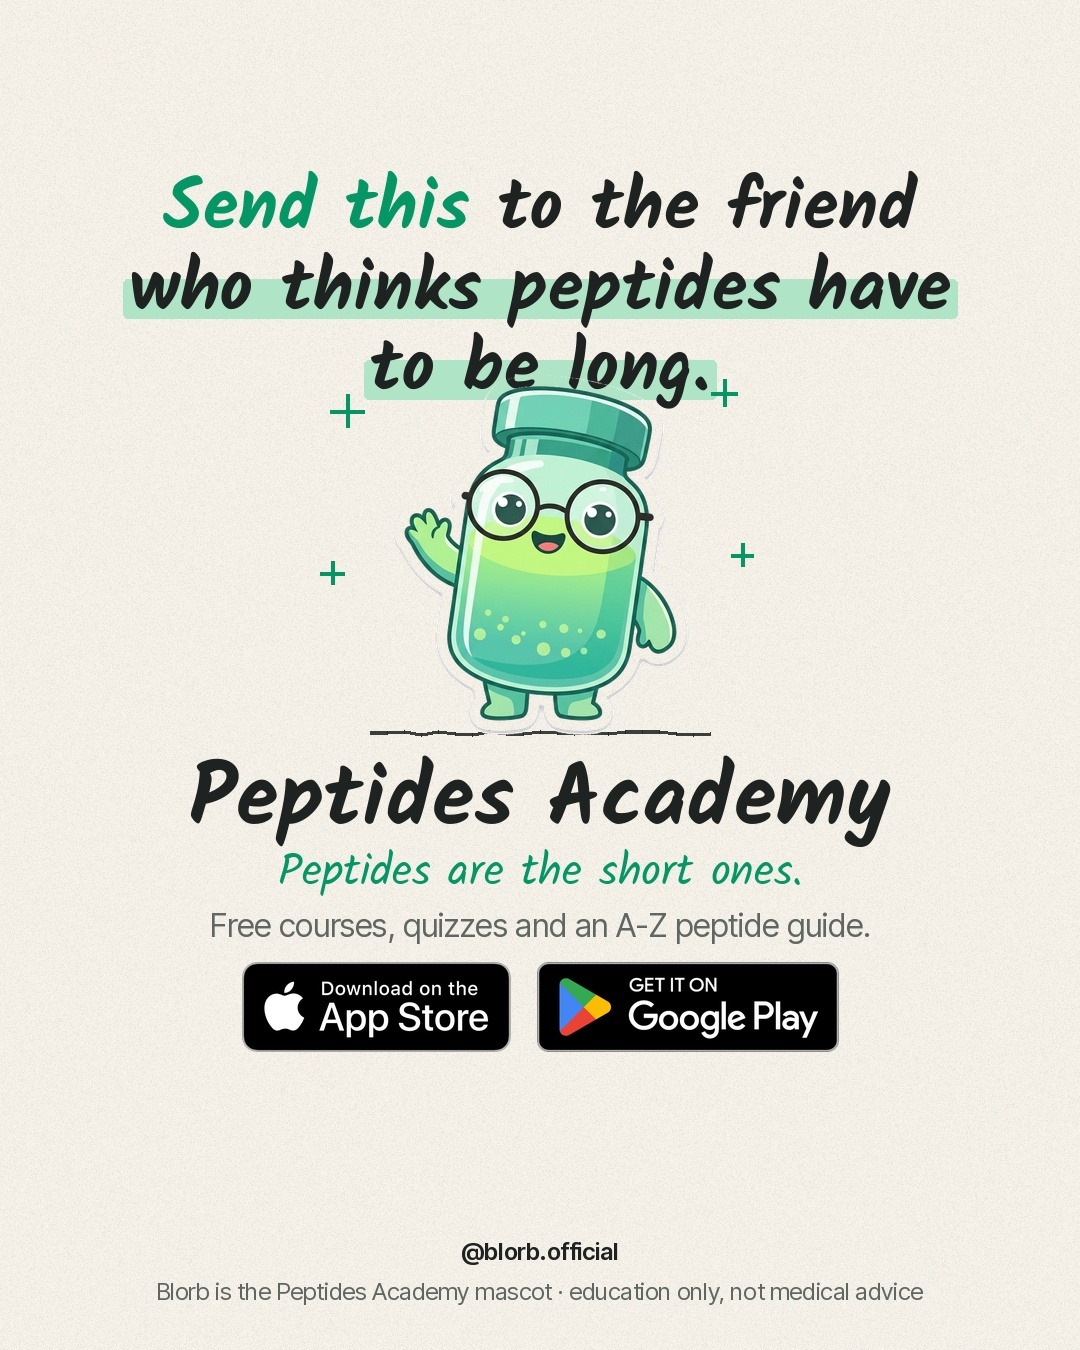 Send this to the friend
who thinks peptides have
to be long.
Peptides Academy
Peptides are the short ones.
Free courses, quizzes and an A-Z peptide guide.
Download on the
App Store
GET IT ON
Google Play
@blorb.official
Blorb is the Peptides Academy mascot · education only, not medical advice